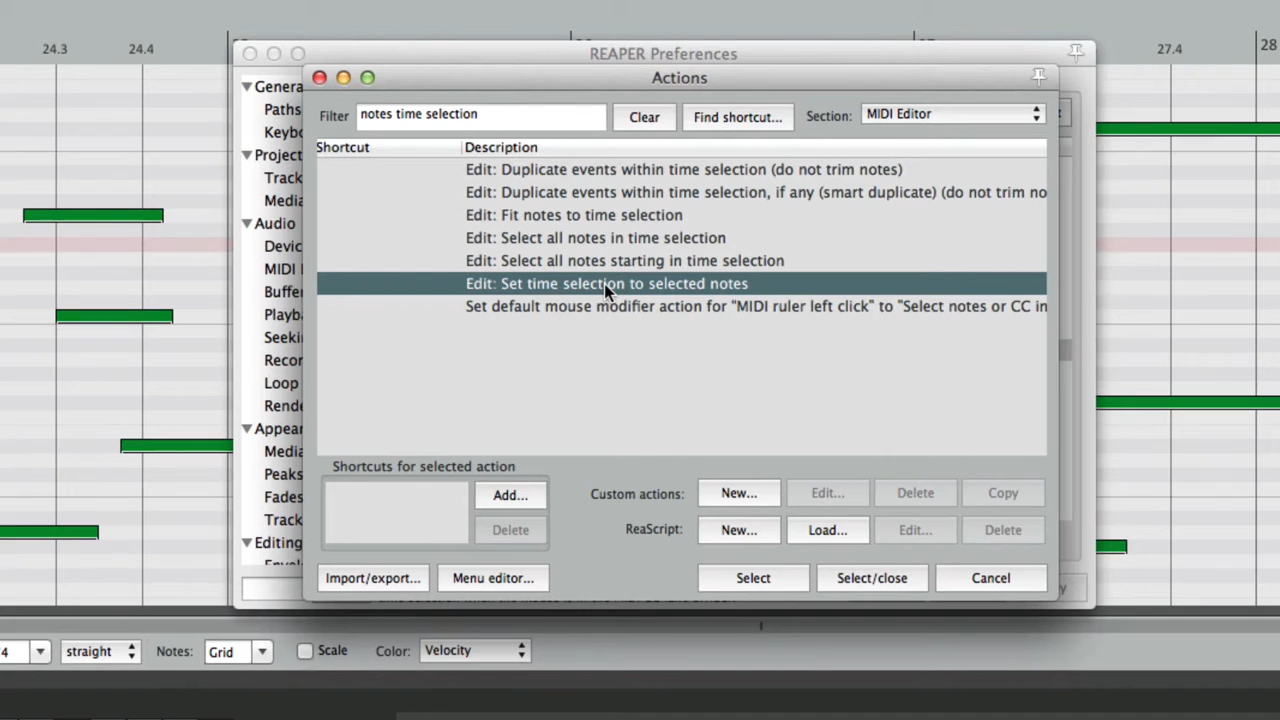 24.3
24.4
27.4
28
REAPER Preferences
Actions
Filter
notes time selection
Clear
Find shortcut...
Section:
MIDI Editor
Shortcut
Description
Edit: Duplicate events within time selection (do not trim notes)
Edit: Duplicate events within time selection, if any (smart duplicate) (do not trim no
Edit: Fit notes to time selection
Edit: Select all notes in time selection
Edit: Select all notes starting in time selection
Edit: Set time selection to selected notes
Set default mouse modifier action for "MIDI ruler left click" to "Select notes or CC in
Genera
Paths
Keybo
Project
Track
Media
Audio
Devic
MIDI
Buffer
Playba
Seekin
Recor
Loop
Rende
Appear
Media
Peaks
Fades
Track
Editing
Shortcuts for selected action
Add...
Delete
Custom actions:
New...
Edit...
Delete
Copy
ReaScript:
New...
Load...
Edit...
Delete
Import/export...
Menu editor...
Select
Select/close
Cancel
4
straight
Notes:
Grid
Scale
Color:
Velocity